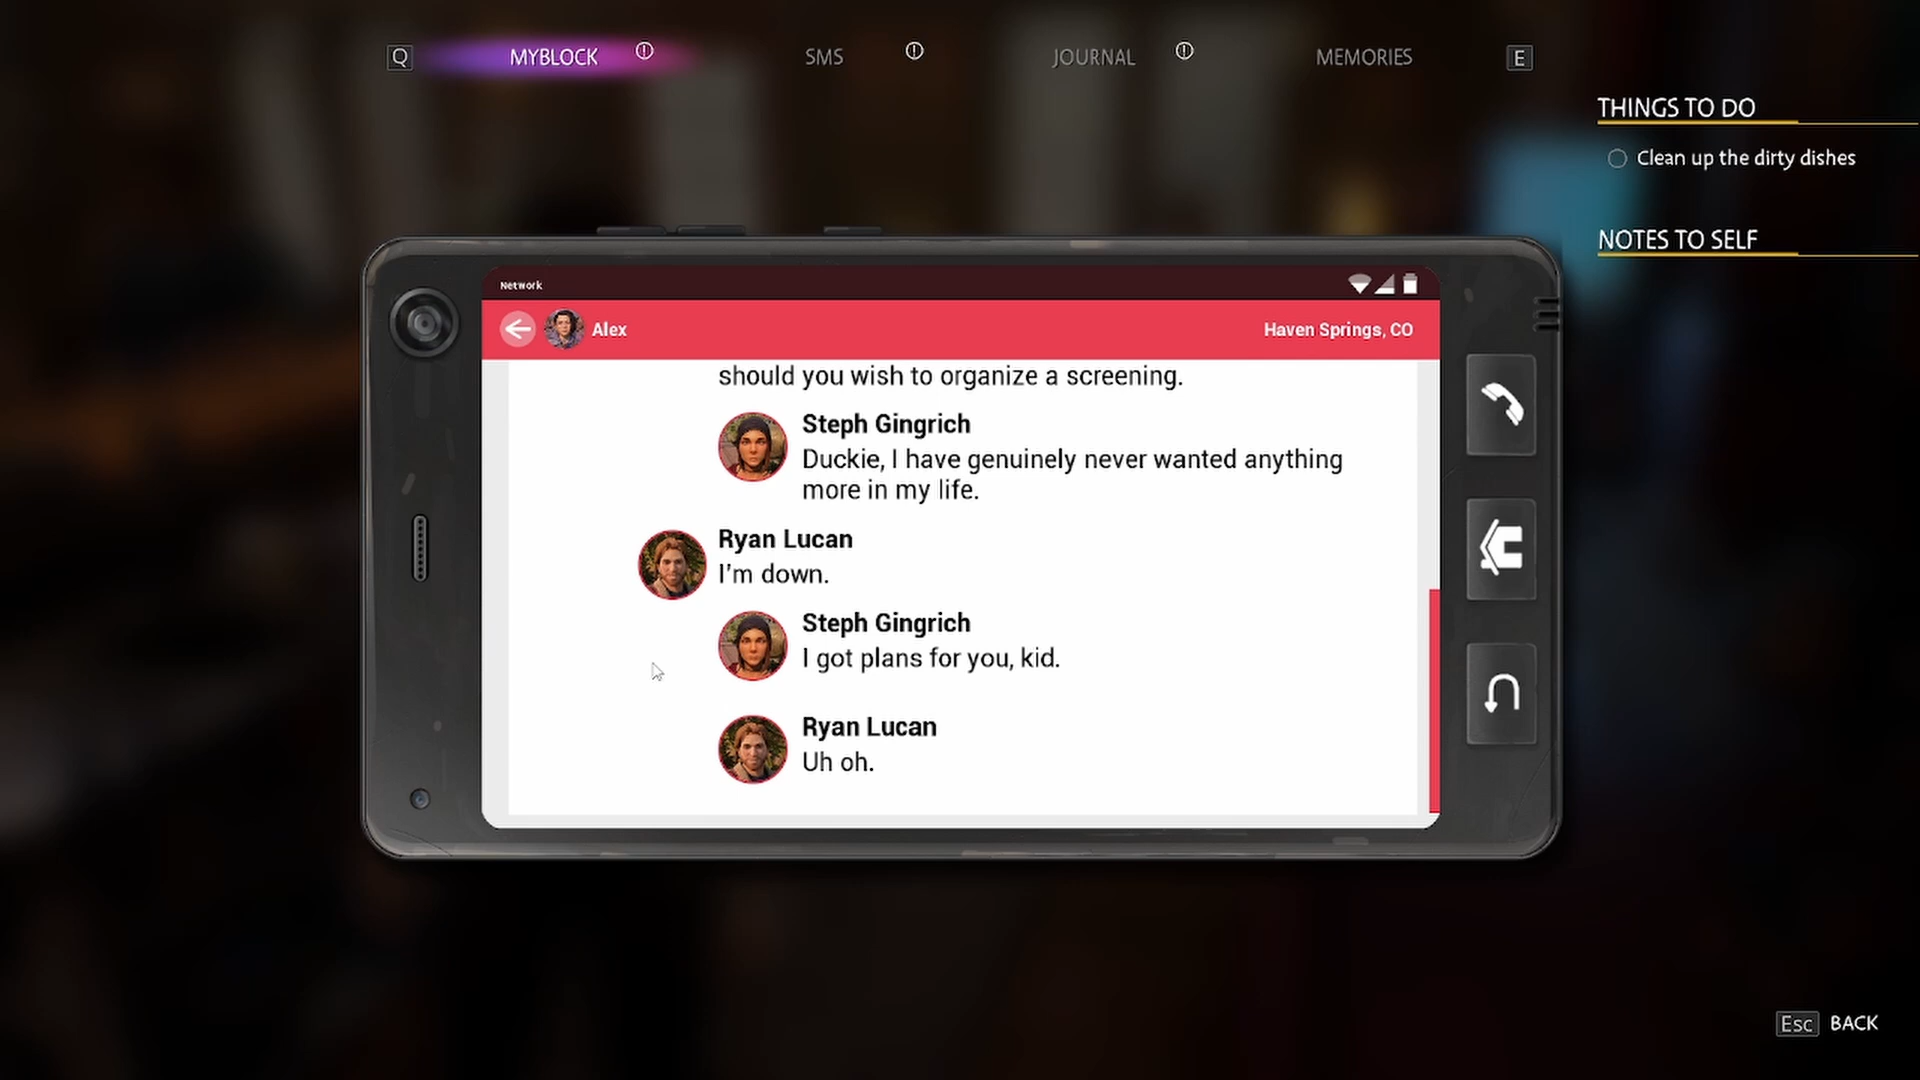 Q
MYBLOCK
SMS
JOURNAL
MEMORIES
E
THINGS TO DO
Clean up the dirty dishes
NOTES TO SELF
Network
Alex
Haven Springs, CO
should you wish to organize a screening.
Steph Gingrich
Duckie, I have genuinely never wanted anything
more in my life.
Ryan Lucan
I'm down.
Steph Gingrich
I got plans for you, kid.
Ryan Lucan
Uh oh.
Esc BACK